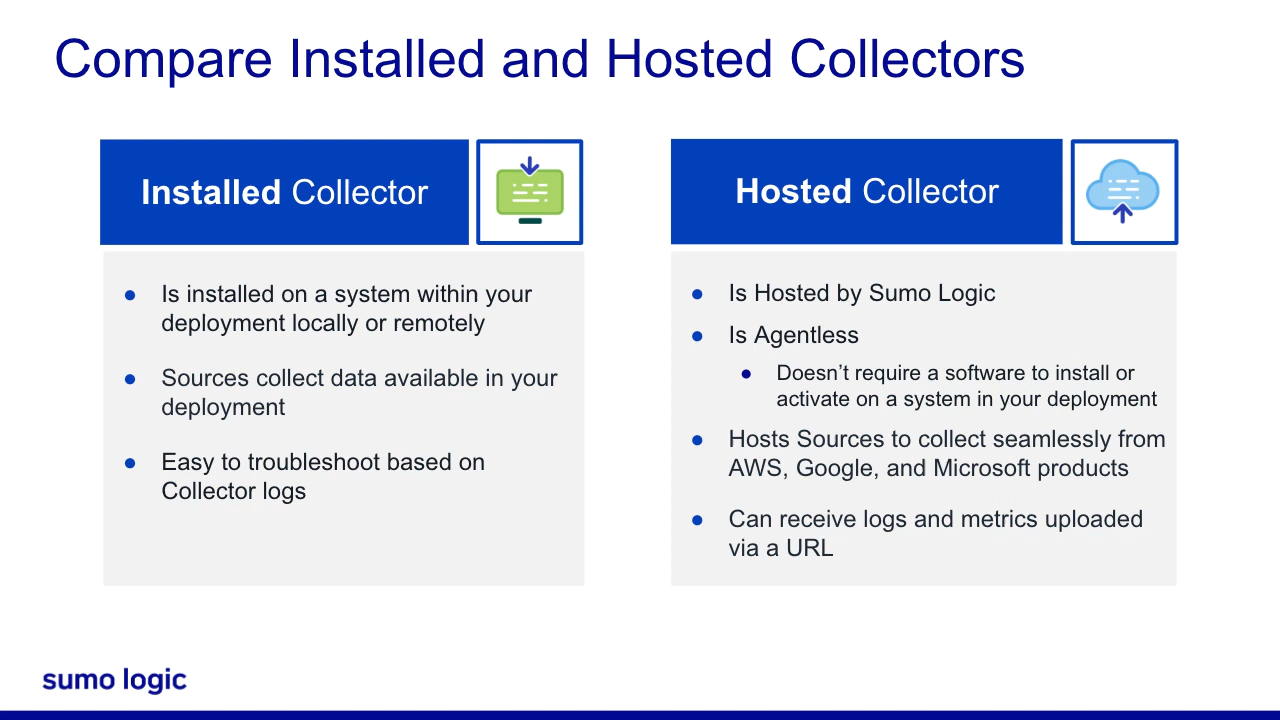 Compare Installed and Hosted Collectors
Installed Collector
● Is installed on a system within your
deployment locally or remotely
● Sources collect data available in your
deployment
● Easy to troubleshoot based on
Collector logs
Hosted Collector
● Is Hosted by Sumo Logic
● Is Agentless
● Doesn’t require a software to install or
activate on a system in your deployment
● Hosts Sources to collect seamlessly from
AWS, Google, and Microsoft products
● Can receive logs and metrics uploaded
via a URL
sumo logic